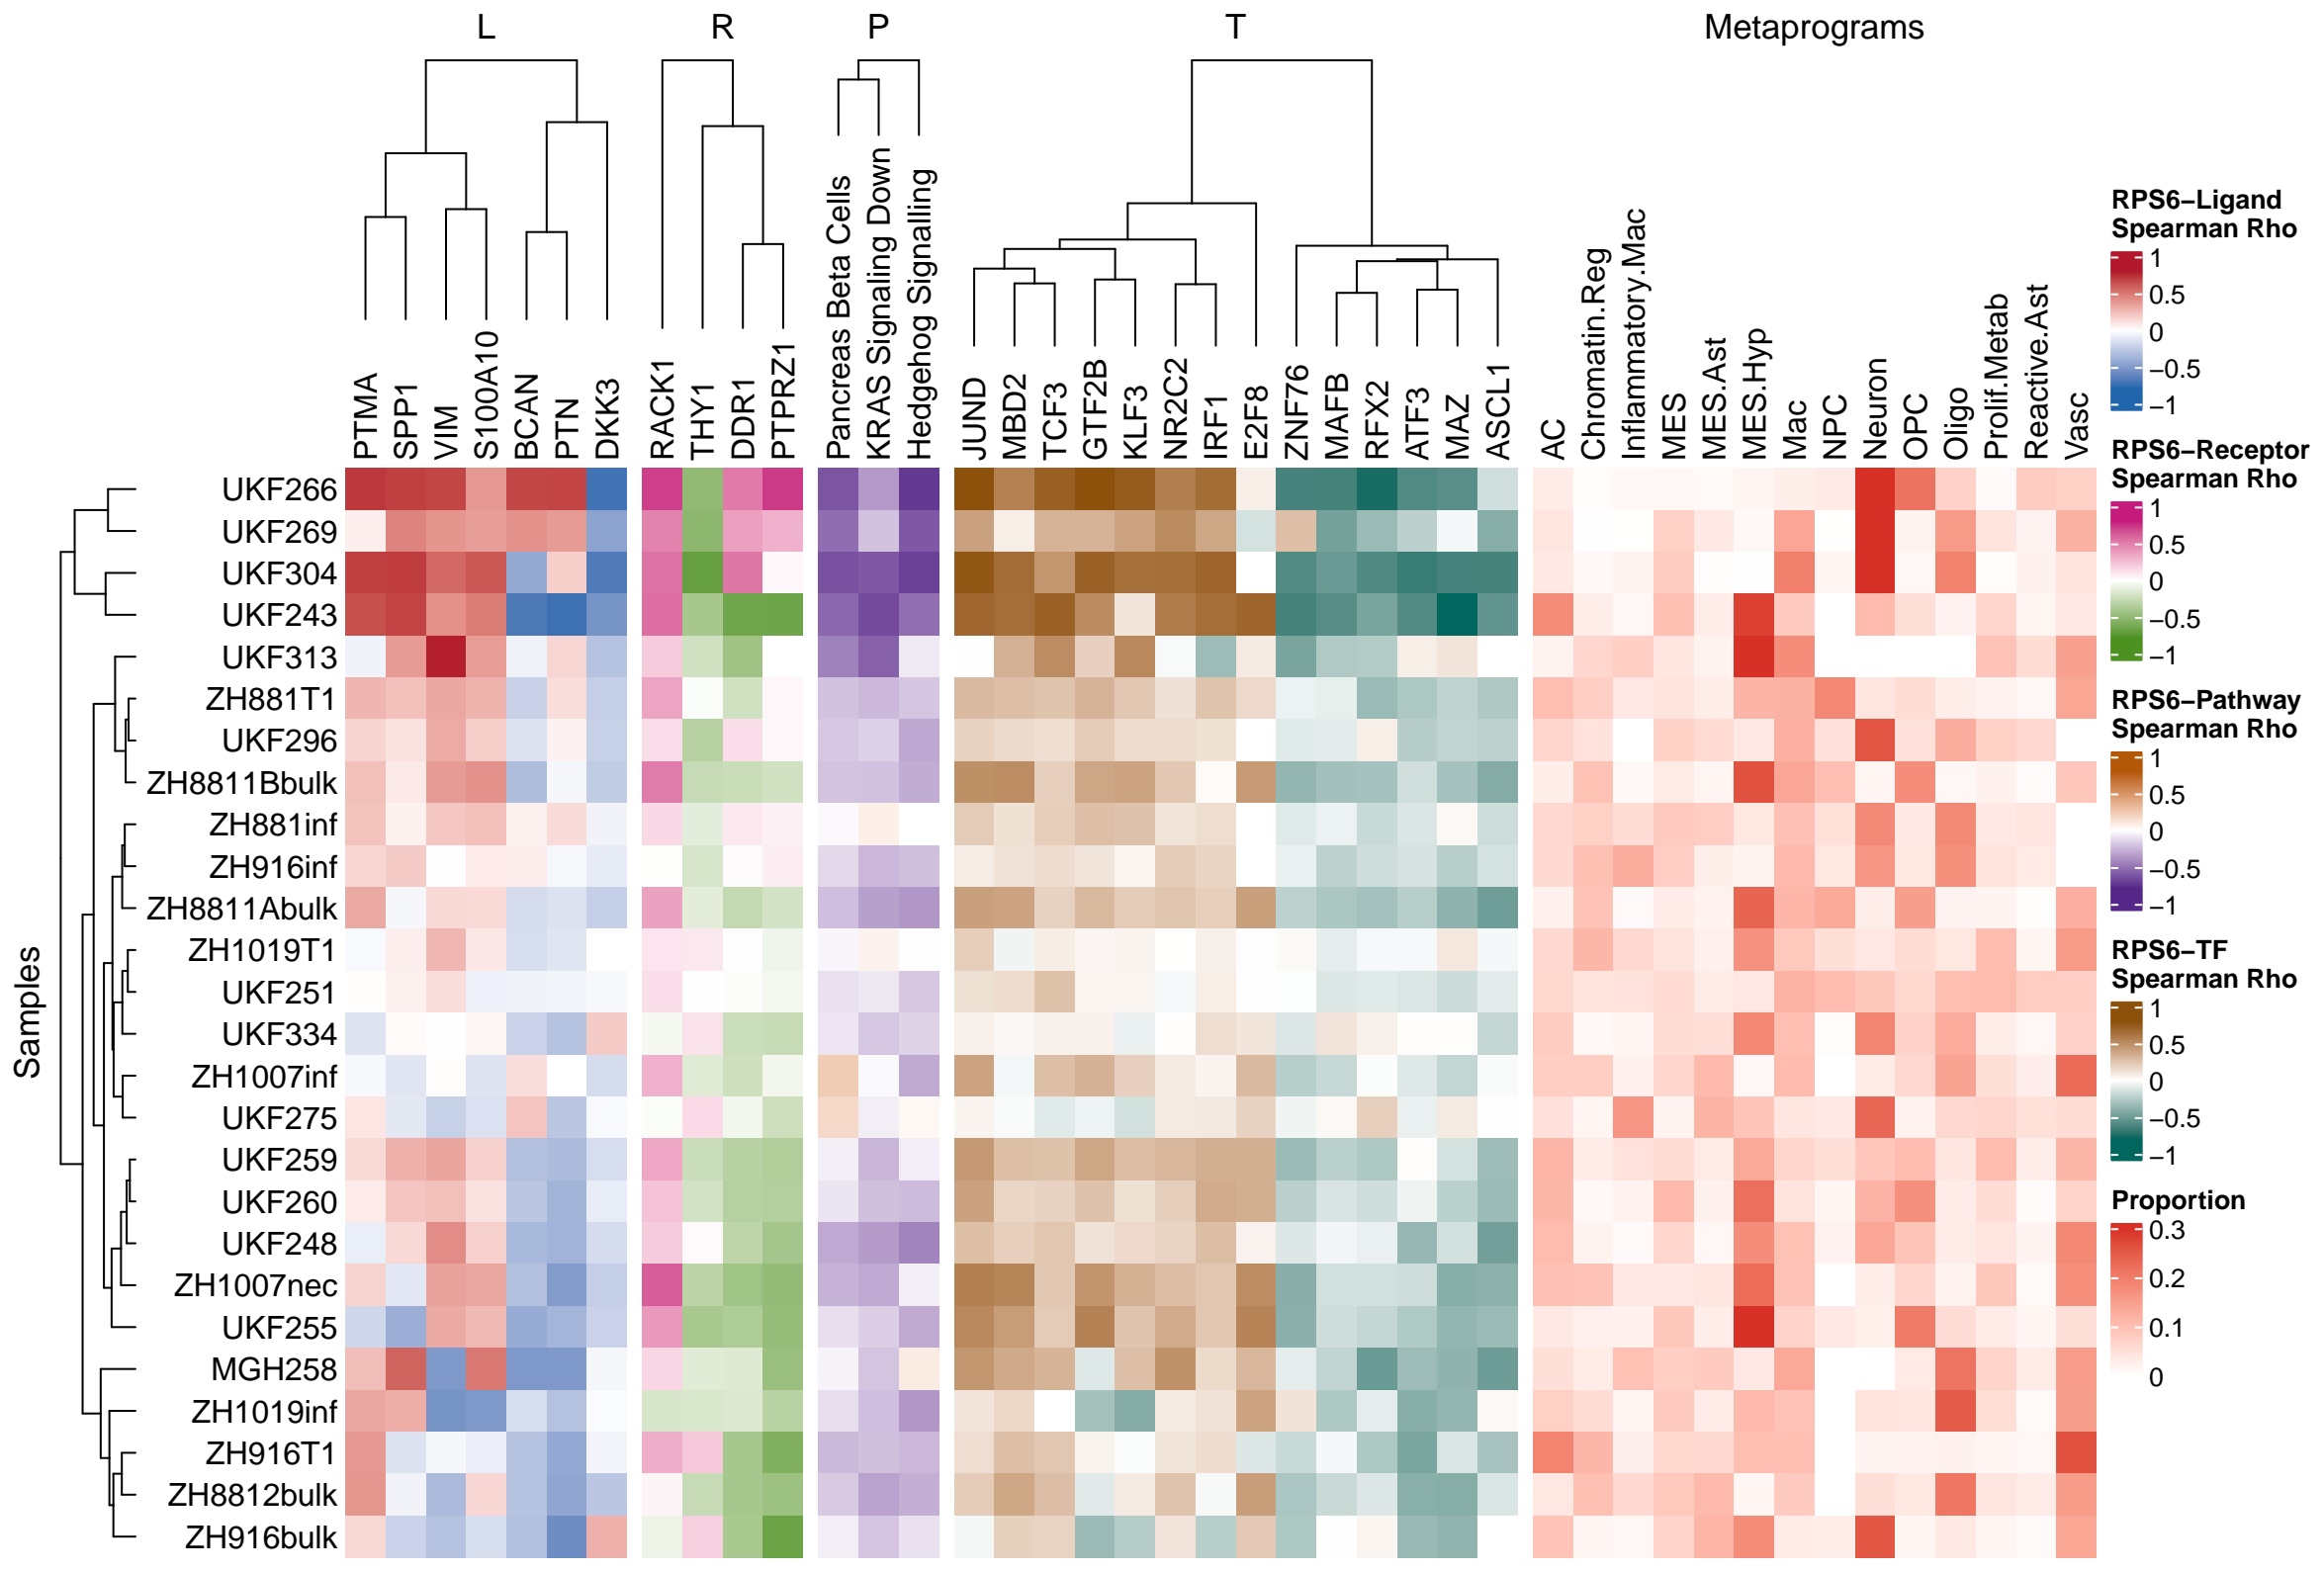 L
R
P
T
Metaprograms
PTMA
SPP1
VIM
S100A10
BCAN
PTN
DKK3
RACK1
THY1
DDR1
PTPRZ1
Pancreas Beta Cells
KRAS Signaling Down
Hedgehog Signalling
JUND
MBD2
TCF3
GTF2B
KLF3
NR2C2
IRF1
E2F8
ZNF76
MAFB
RFX2
ATF3
MAZ
ASCL1
AC
Chromatin.Reg
Inflammatory.Mac
MES
MES.Ast
MES.Hyp
Mac
NPC
Neuron
OPC
Oligo
Prolif.Metab
Reactive.Ast
Vasc
Samples
UKF266
UKF269
UKF304
UKF243
UKF313
ZH881T1
UKF296
ZH8811Bbulk
ZH881inf
ZH916inf
ZH8811Abulk
ZH1019T1
UKF251
UKF334
ZH1007inf
UKF275
UKF259
UKF260
UKF248
ZH1007nec
UKF255
MGH258
ZH1019inf
ZH916T1
ZH8812bulk
ZH916bulk
RPS6−Ligand
Spearman Rho
1
0.5
0
−0.5
−1
RPS6−Receptor
Spearman Rho
1
0.5
0
−0.5
−1
RPS6−Pathway
Spearman Rho
1
0.5
0
−0.5
−1
RPS6−TF
Spearman Rho
1
0.5
0
−0.5
−1
Proportion
0.3
0.2
0.1
0